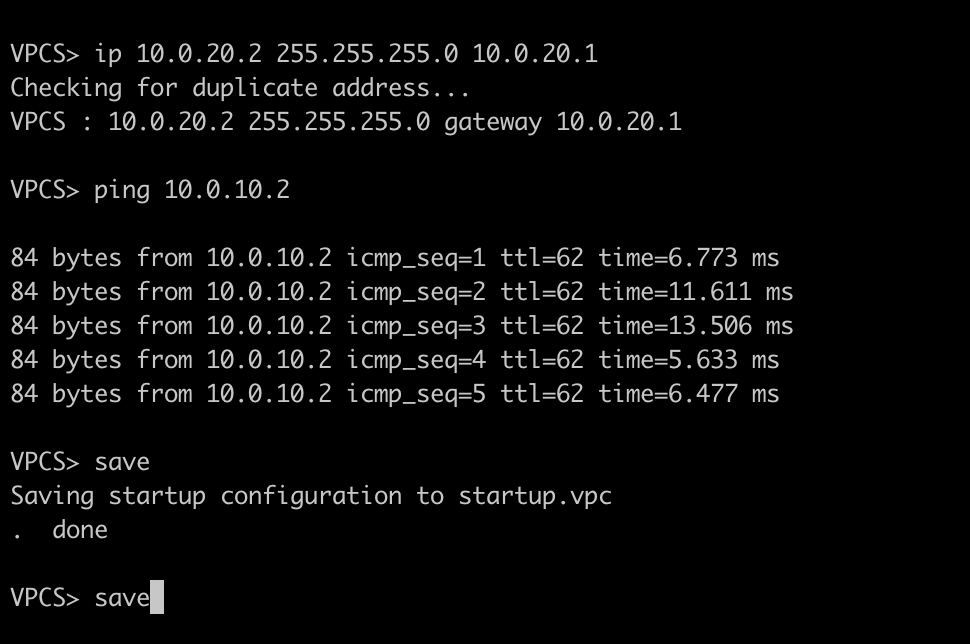 VPCS> ip 10.0.20.2 255.255.255.0 10.0.20.1
Checking for duplicate address...
VPCS : 10.0.20.2 255.255.255.0 gateway 10.0.20.1
VPCS> ping 10.0.10.2
84 bytes from 10.0.10.2 icmp_seq=1 ttl=62 time=6.773 ms
84 bytes from 10.0.10.2 icmp_seq=2 ttl=62 time=11.611 ms
84 bytes from 10.0.10.2 icmp_seq=3 ttl=62 time=13.506 ms
84 bytes from 10.0.10.2 icmp_seq=4 ttl=62 time=5.633 ms
84 bytes from 10.0.10.2 icmp_seq=5 ttl=62 time=6.477 ms
VPCS> save
Saving startup configuration to startup.vpc
.  done
VPCS> save